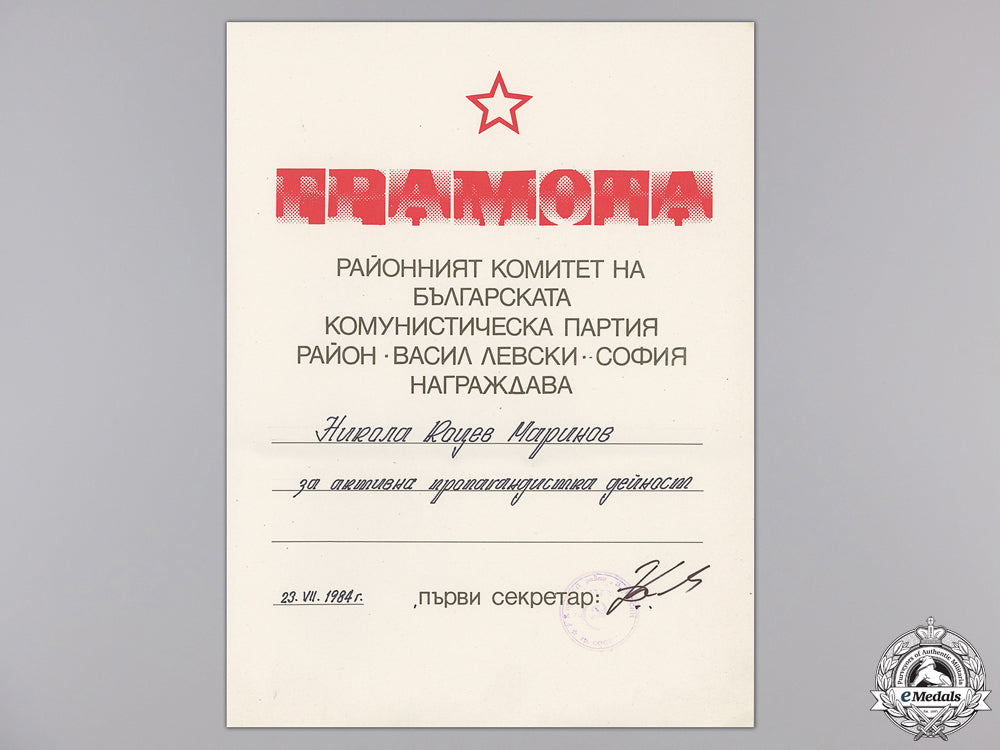 ГРАМОТА
РАЙОННИЯТ КОМИТЕТ НА
БЪЛГАРСКАТА
КОМУНИСТИЧЕСКА ПАРТИЯ
РАЙОН · ВАСИЛ ЛЕВСКИ · · СОФИЯ
НАГРАЖДАВА
Никола Коцев Маринов
за активна пропагандистка дейност
23. VII. 1984 г.
първи секретар:
Purveyors of Authentic Militaria
eMedals